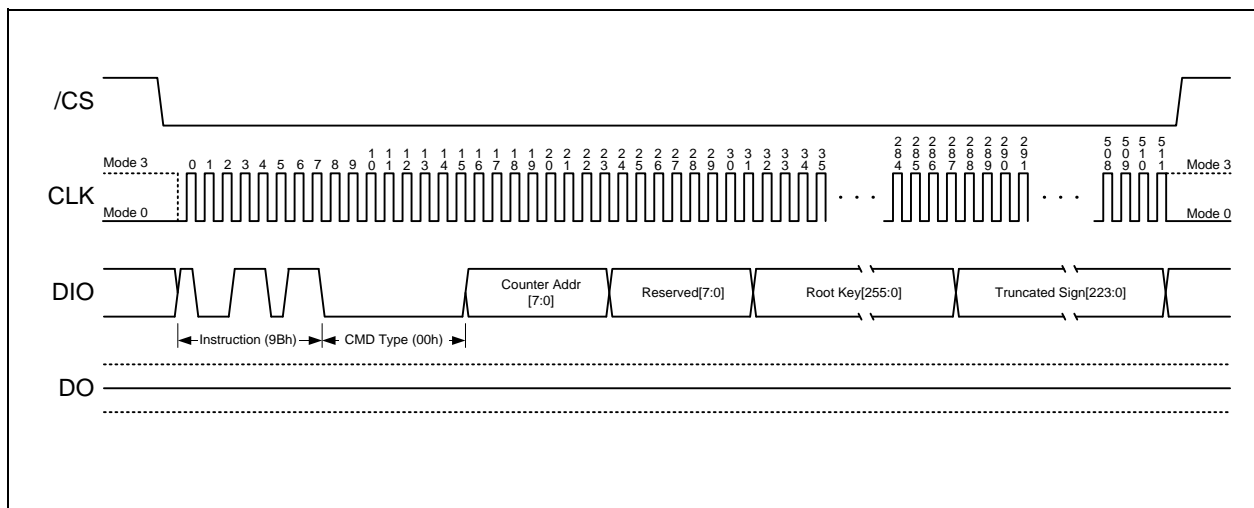 /CS
Mode 3
0 1 2 3 4 5 6 7 8 9 10 11 12 13 14 15 16 17 18 19 20 21 22 23 24 25 26 27 28 29 30 31 32 33 34 35 284 285 286 287 288 289 290 291 508 509 510 511
Mode 3
CLK
. . .
. . .
Mode 0
Mode 0
DIO
Counter Addr
[7:0]
Reserved[7:0]
Root Key[255:0]
Truncated Sign[223:0]
Instruction (9Bh)
CMD Type (00h)
DO